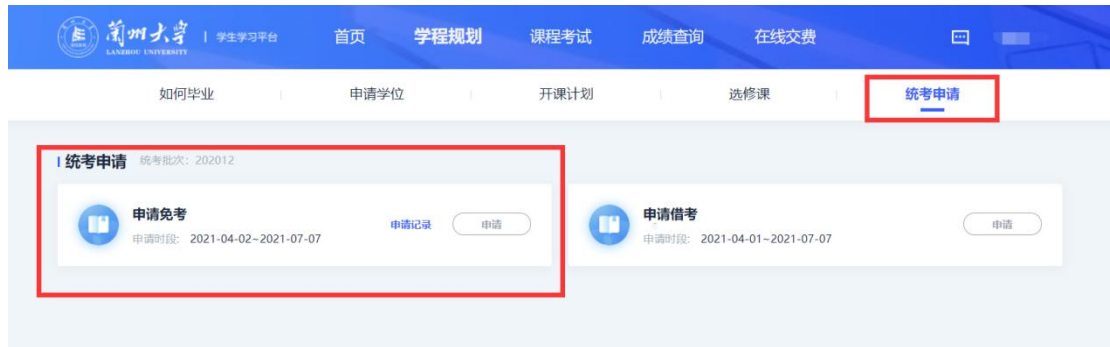 兰州大学 LANZHOU UNIVERSITY | 学生学习平台 首页 学程规划 课程考试 成绩查询 在线交费
如何毕业 申请学位 开课计划 选修课 统考申请
统考申请 统考批次：202012
申请免考 申请记录 申请
申请时段： 2021-04-02~2021-07-07
申请借考 申请
申请时段： 2021-04-01~2021-07-07